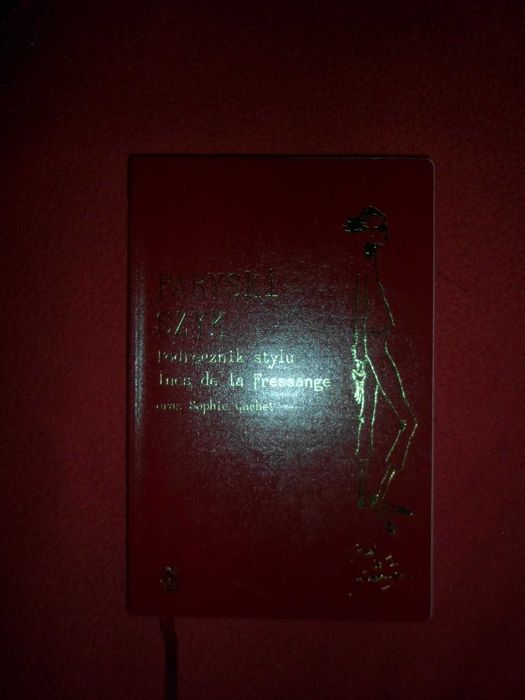 PARYSKI
SZYK
Podręcznik stylu
Ines de la Fressange
oraz Sophie Gachet